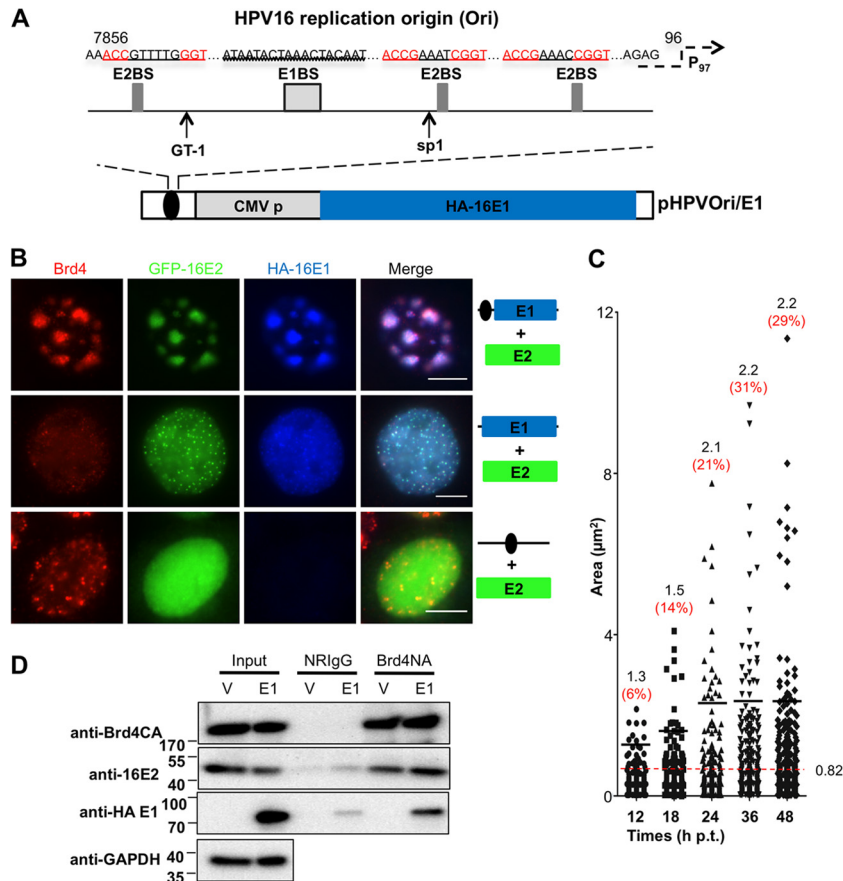 A
HPV16 replication origin (Ori)
7856
96
AAACCGTTTTGGGT...ATAATACTAAACTACAAT...ACCGAAATCGGT...ACCGAAACCGGT...AGAG
P97
E2BS
E1BS
E2BS
E2BS
GT-1
sp1
CMV p
HA-16E1
pHPVOri/E1
B
Brd4
GFP-16E2
HA-16E1
Merge
E1
+
E2
E1
+
E2
+
E2
C
Area (µm²)
12
8
4
0
1.3
(6%)
1.5
(14%)
2.1
(21%)
2.2
(31%)
2.2
(29%)
0.82
12
18
24
36
48
Times (h p.t.)
D
Input
NRIgG
Brd4NA
V
E1
V
E1
V
E1
anti-Brd4CA
170
anti-16E2
55
40
anti-HA E1
100
70
anti-GAPDH
40
35